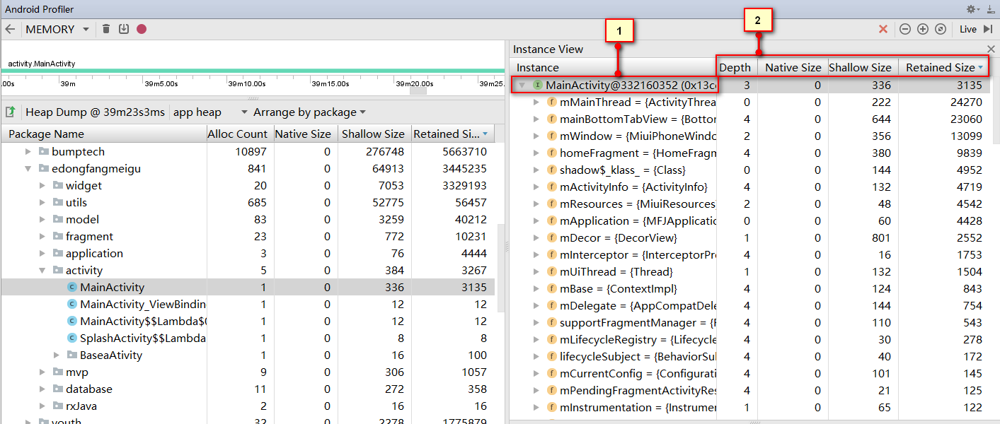 Android Profiler
MEMORY
Live
1
2
activity.MainActivity
.00s 39m 39m5.00s 39m10.00s 39m15.00s 39m20.00s 39m25.
Heap Dump @ 39m23s3ms app heap Arrange by package
Package Name Alloc Count Native Size Shallow Size Retained Si...
bumptech 10897 0 276748 5663710
edongfangmeigu 841 0 64913 3445235
widget 20 0 7053 3329193
utils 685 0 52775 56457
model 83 0 3259 40212
fragment 23 0 772 10231
application 3 0 76 4444
activity 5 0 384 3267
MainActivity 1 0 336 3135
MainActivity_ViewBindin 1 0 12 12
MainActivity$$Lambda$0 1 0 12 12
SplashActivity$$Lambda 1 0 8 8
BaseaAtivity 1 0 16 100
mvp 9 0 306 1057
database 11 0 272 358
rxJava 2 0 16 16
youth 32 0 2278 1775879
Instance View
Instance Depth Native Size Shallow Size Retained Size
MainActivity@332160352 (0x13cc 3 0 336 3135
mMainThread = {ActivityThrea 0 0 222 24270
mainBottomTabView = {Bottor 4 0 644 23060
mWindow = {MiuiPhoneWindo 2 0 356 13099
homeFragment = {HomeFragm 4 0 380 9839
shadow$_klass_ = {Class} 0 0 144 4952
mActivityInfo = {ActivityInfo} 4 0 132 4719
mResources = {MiuiResources} 2 0 48 4542
mApplication = {MFJApplicatio 0 0 60 4428
mDecor = {DecorView} 1 0 801 2552
mInterceptor = {InterceptorPro 4 0 16 1753
mUiThread = {Thread} 1 0 132 1504
mBase = {ContextImpl} 4 0 124 843
mDelegate = {AppCompatDele 4 0 144 754
supportFragmentManager = {F 4 0 110 543
mLifecycleRegistry = {Lifecycle 4 0 30 278
lifecycleSubject = {BehaviorSul 4 0 40 172
mCurrentConfig = {Configurati 4 0 101 145
mPendingFragmentActivityRes 4 0 21 125
mInstrumentation = {Instrumer 1 0 65 122